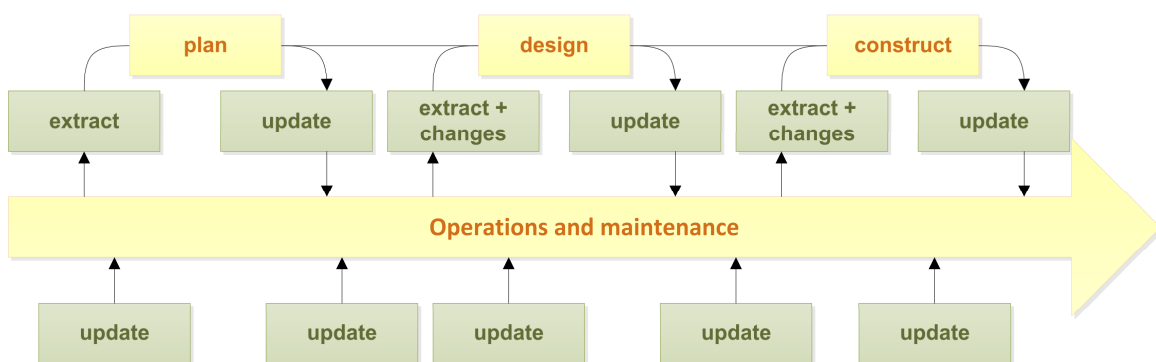 plan
design
construct
extract
update
extract +
changes
update
extract +
changes
update
Operations and maintenance
update
update
update
update
update